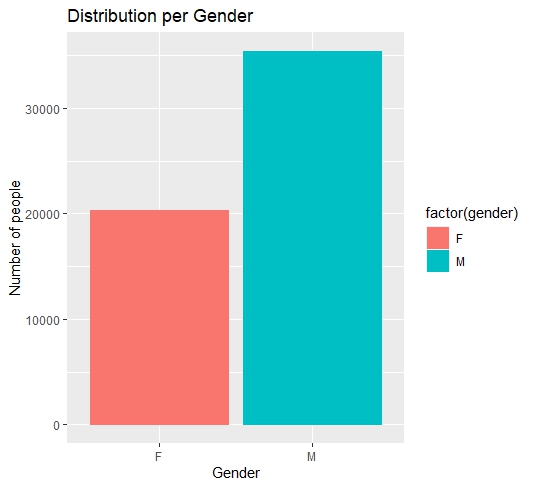 Distribution per Gender
Number of people
30000
20000
10000
0
F
M
Gender
factor(gender)
F
M